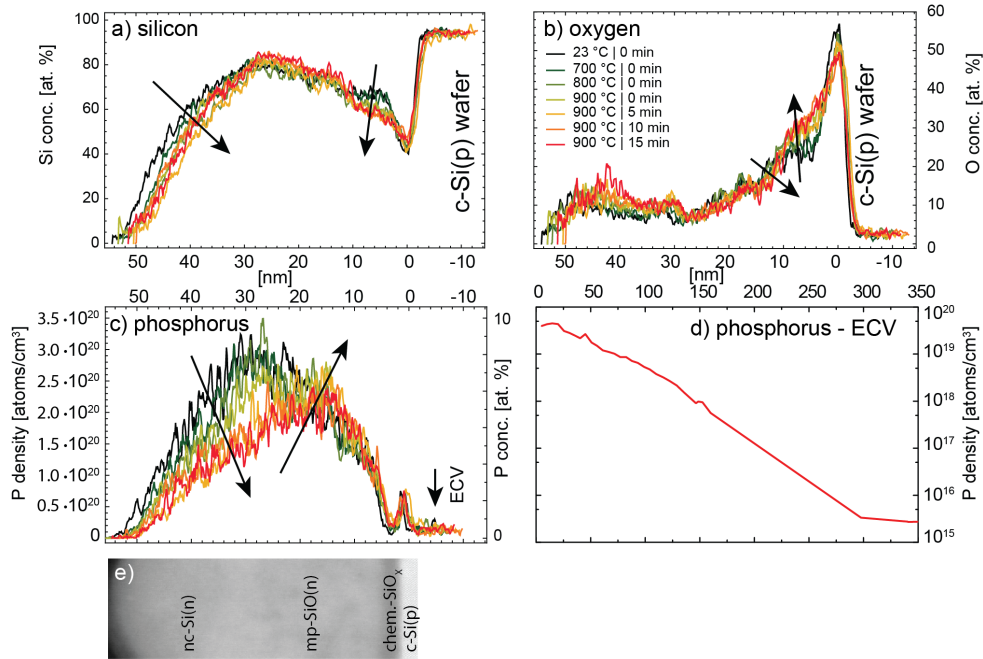 a) silicon
Si conc. [at. %]
100
80
60
40
20
0
c-Si(p) wafer
50 40 30 20 10 0 -10
[nm]
b) oxygen
23 °C | 0 min
700 °C | 0 min
800 °C | 0 min
900 °C | 0 min
900 °C | 5 min
900 °C | 10 min
900 °C | 15 min
c-Si(p) wafer
60
50
40
30
20
10
0
O conc. [at. %]
50 40 30 20 10 0 -10
[nm]
50 40 30 20 10 0 -10
c) phosphorus
P density [atoms/cm³]
3.5·10²⁰
3.0·10²⁰
2.5·10²⁰
2.0·10²⁰
1.5·10²⁰
1.0·10²⁰
0.5·10²⁰
0
ECV
10
0
P conc. [at. %]
0 50 100 150 200 250 300 350
d) phosphorus - ECV
10²⁰
10¹⁹
10¹⁸
10¹⁷
10¹⁶
10¹⁵
P density [atoms/cm³]
e)
nc-Si(n)
mp-SiO(n)
chem.-SiOₓ
c-Si(p)